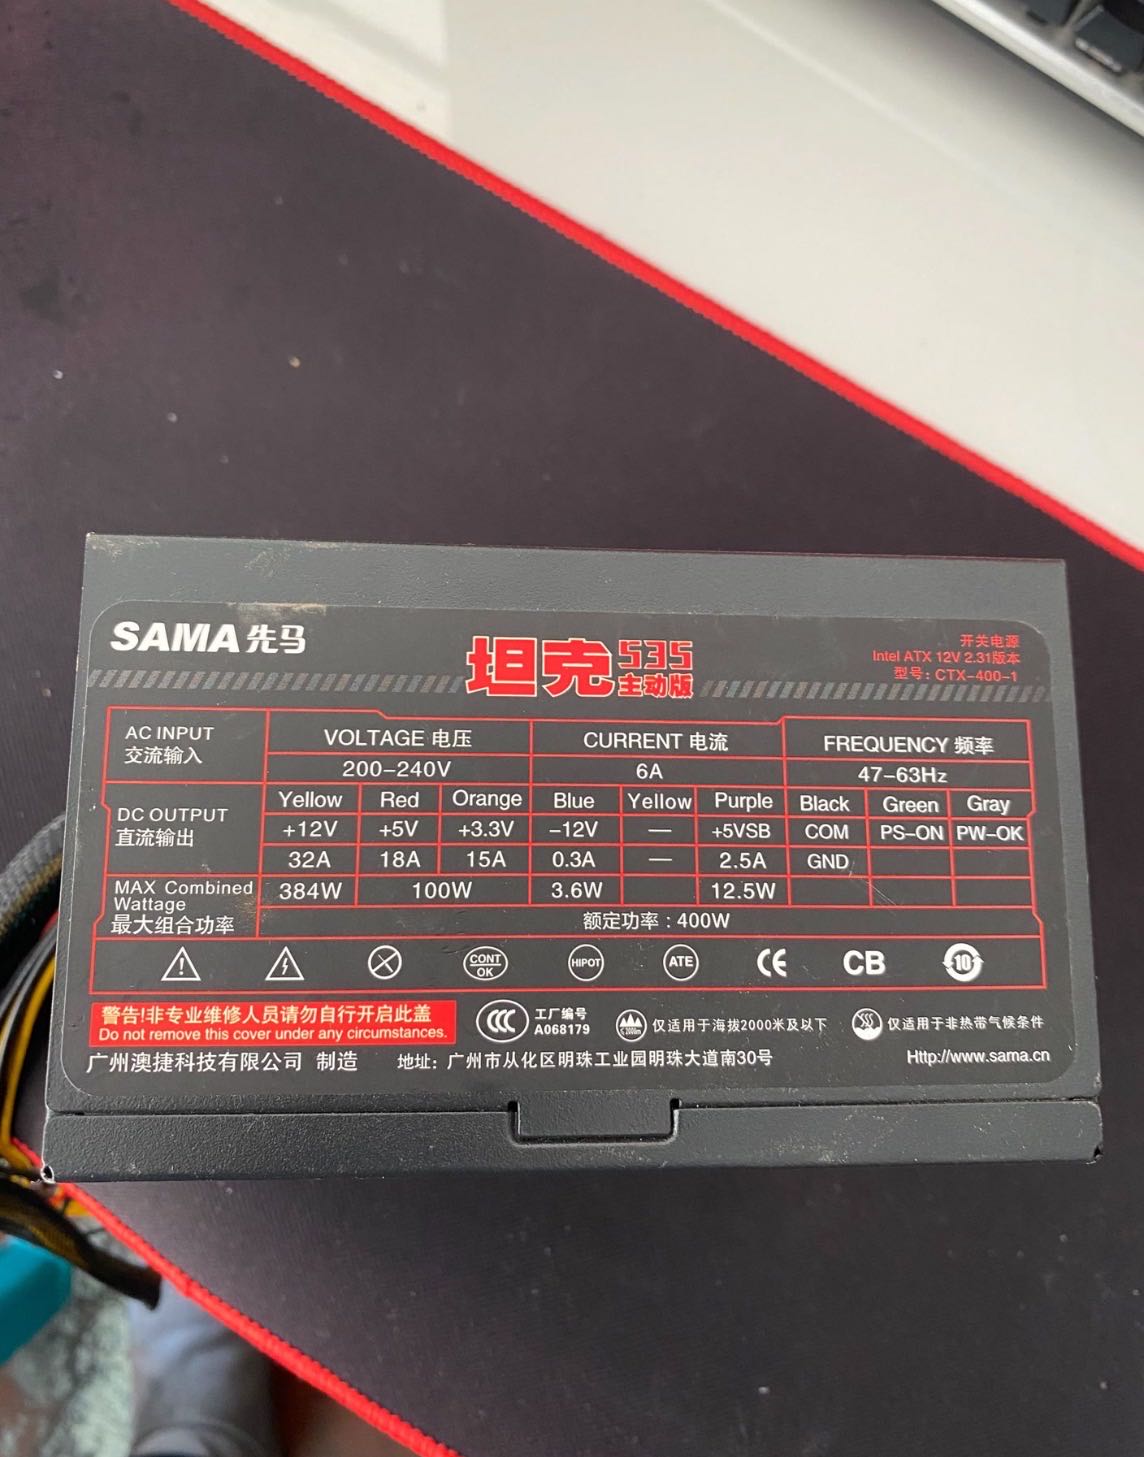 SAMA 先马
坦克 535
主动版
开关电源
Intel ATX 12V 2.31版本
型号: CTX-400-1
AC INPUT 交流输入 VOLTAGE 电压 CURRENT 电流 FREQUENCY 频率
200-240V 6A 47-63Hz
DC OUTPUT 直流输出 Yellow Red Orange Blue Yellow Purple Black Green Gray
+12V +5V +3.3V -12V — +5VSB COM PS-ON PW-OK
32A 18A 15A 0.3A — 2.5A GND
MAX Combined Wattage 最大组合功率 384W 100W 3.6W 12.5W
额定功率: 400W
CONT OK HIPOT ATE CE CB 10
警告!非专业维修人员请勿自行开启此盖
Do not remove this cover under any circumstances.
CCC 工厂编号 A068179
≤2000m 仅适用于海拔2000米及以下
仅适用于非热带气候条件
广州澳捷科技有限公司 制造 地址: 广州市从化区明珠工业园明珠大道南30号 Http://www.sama.cn